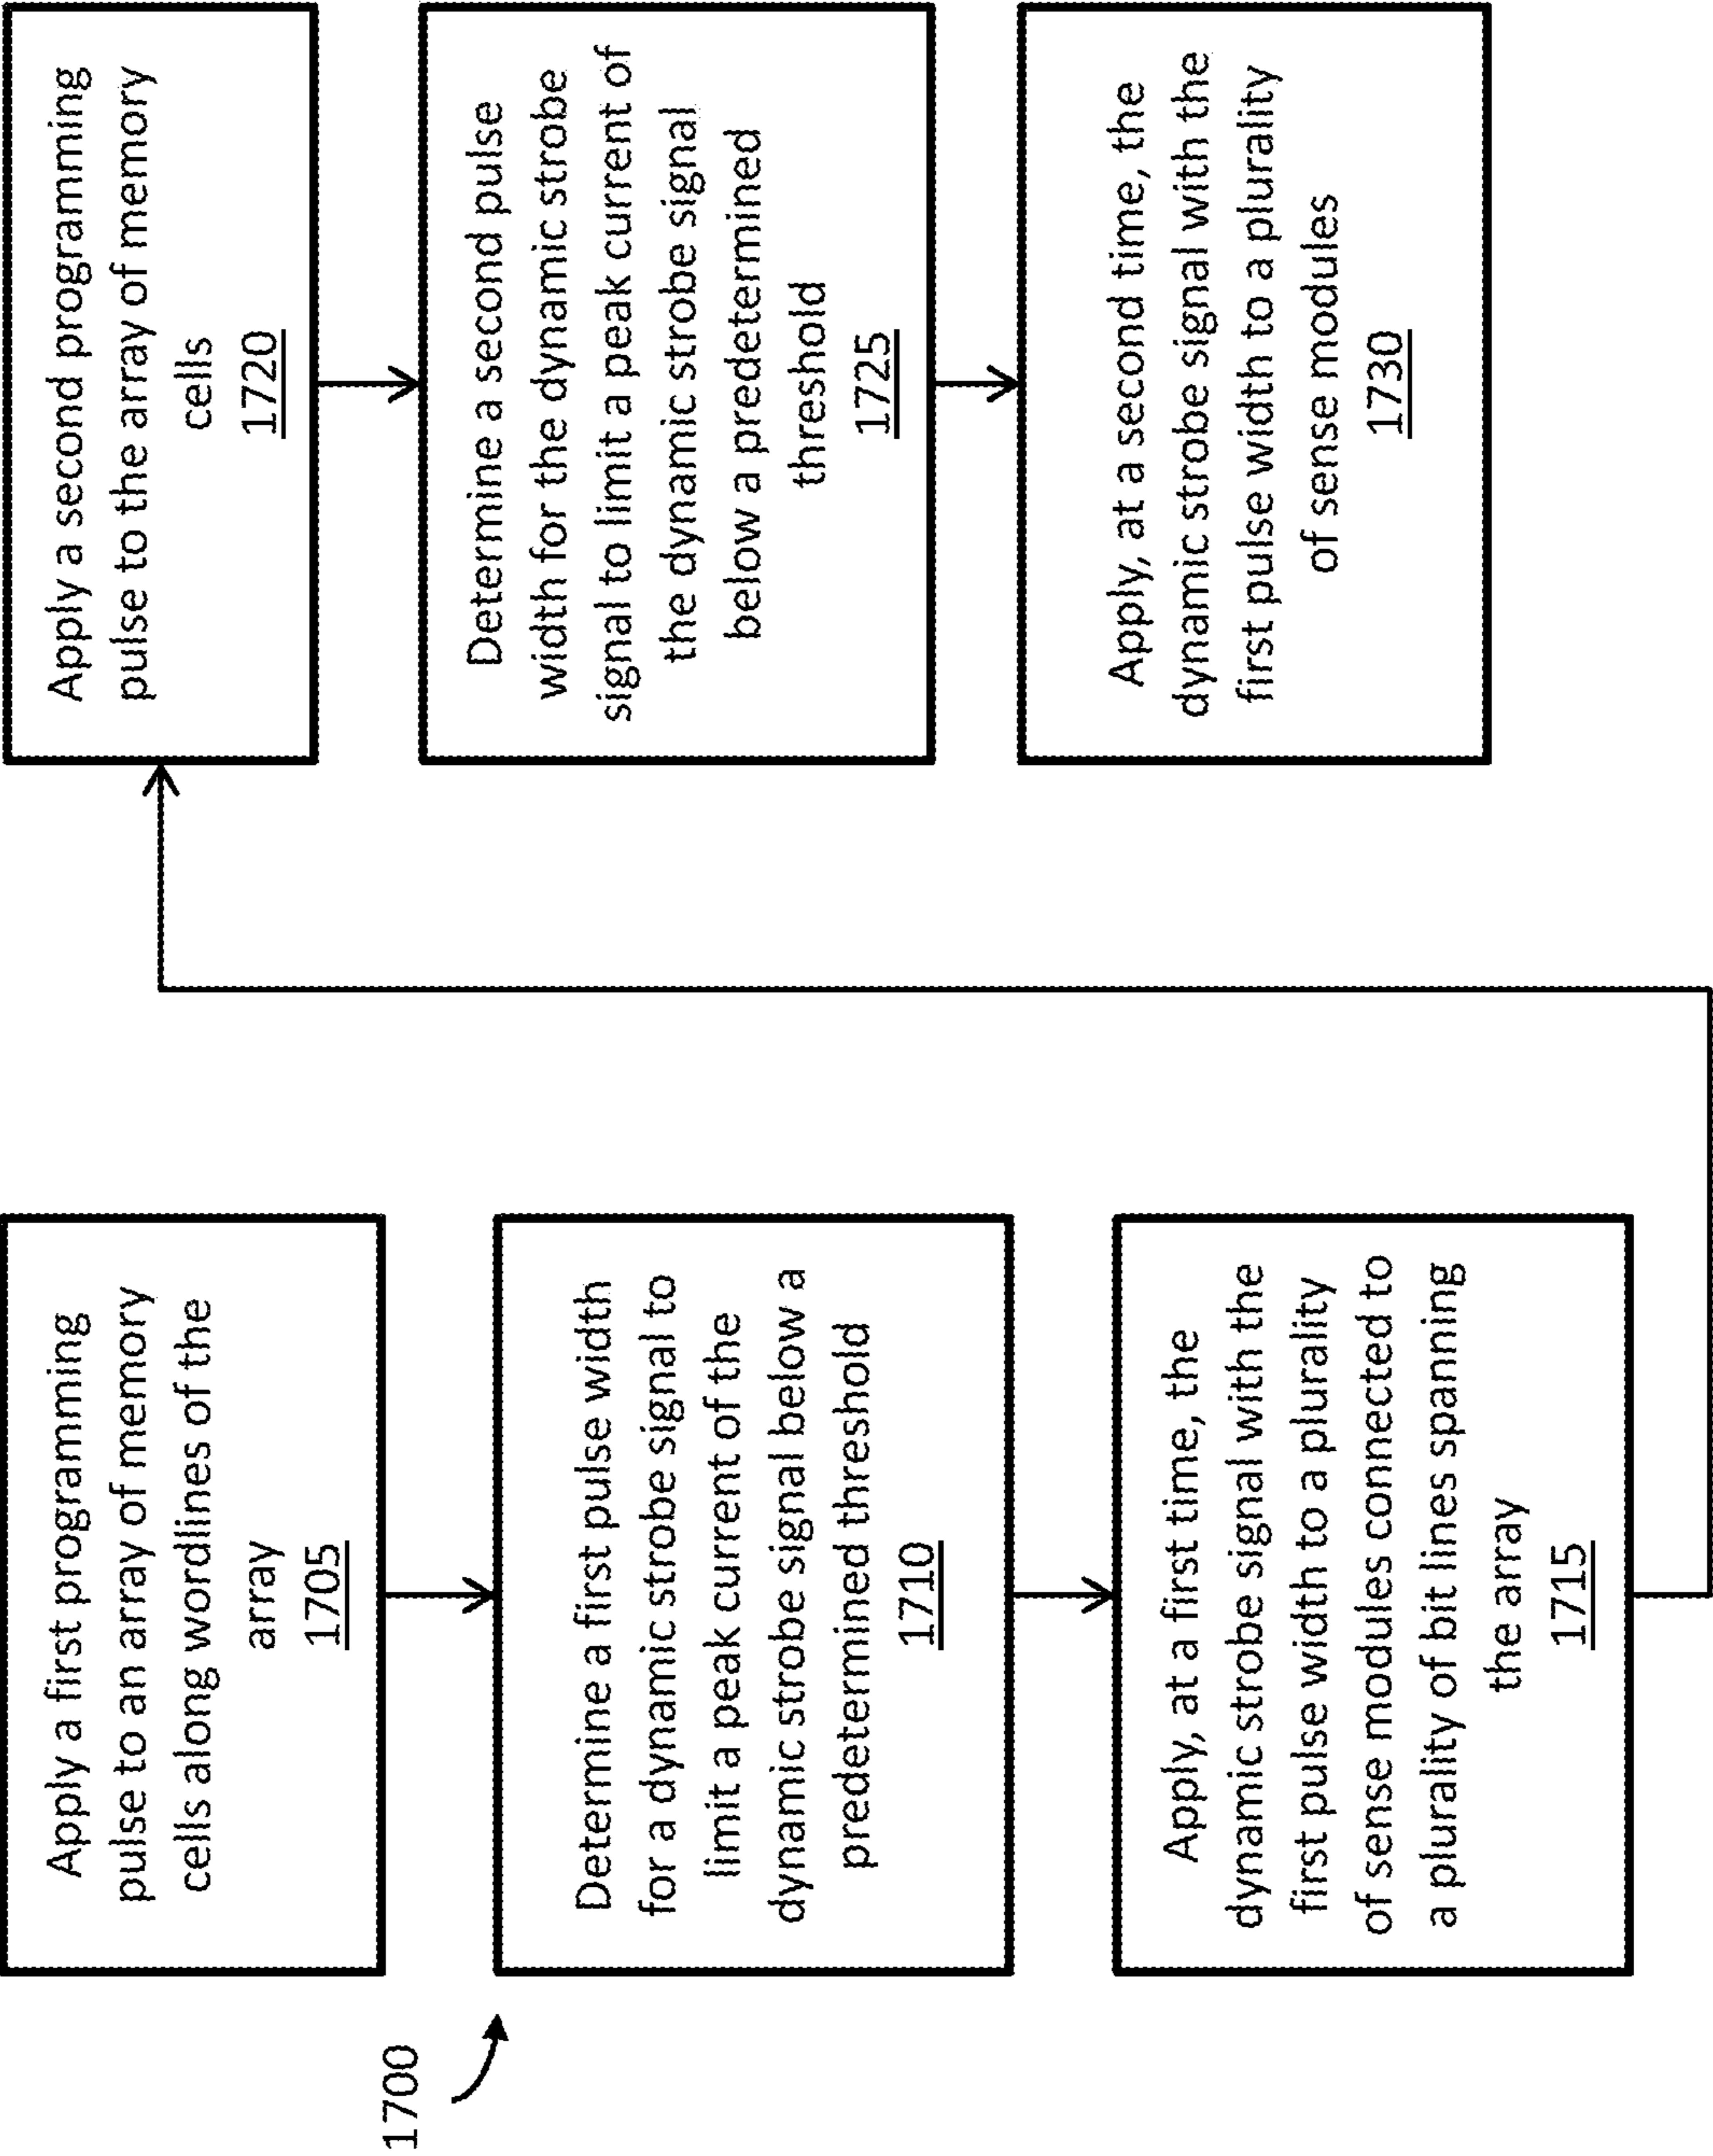 1700
Apply a first programming
pulse to an array of memory
cells along wordlines of the
array
1705
Determine a first pulse width
for a dynamic strobe signal to
limit a peak current of the
dynamic strobe signal below a
predetermined threshold
1710
Apply, at a first time, the
dynamic strobe signal with the
first pulse width to a plurality
of sense modules connected to
a plurality of bit lines spanning
the array
1715
Apply a second programming
pulse to the array of memory
cells
1720
Determine a second pulse
width for the dynamic strobe
signal to limit a peak current of
the dynamic strobe signal
below a predetermined
threshold
1725
Apply, at a second time, the
dynamic strobe signal with the
first pulse width to a plurality
of sense modules
1730